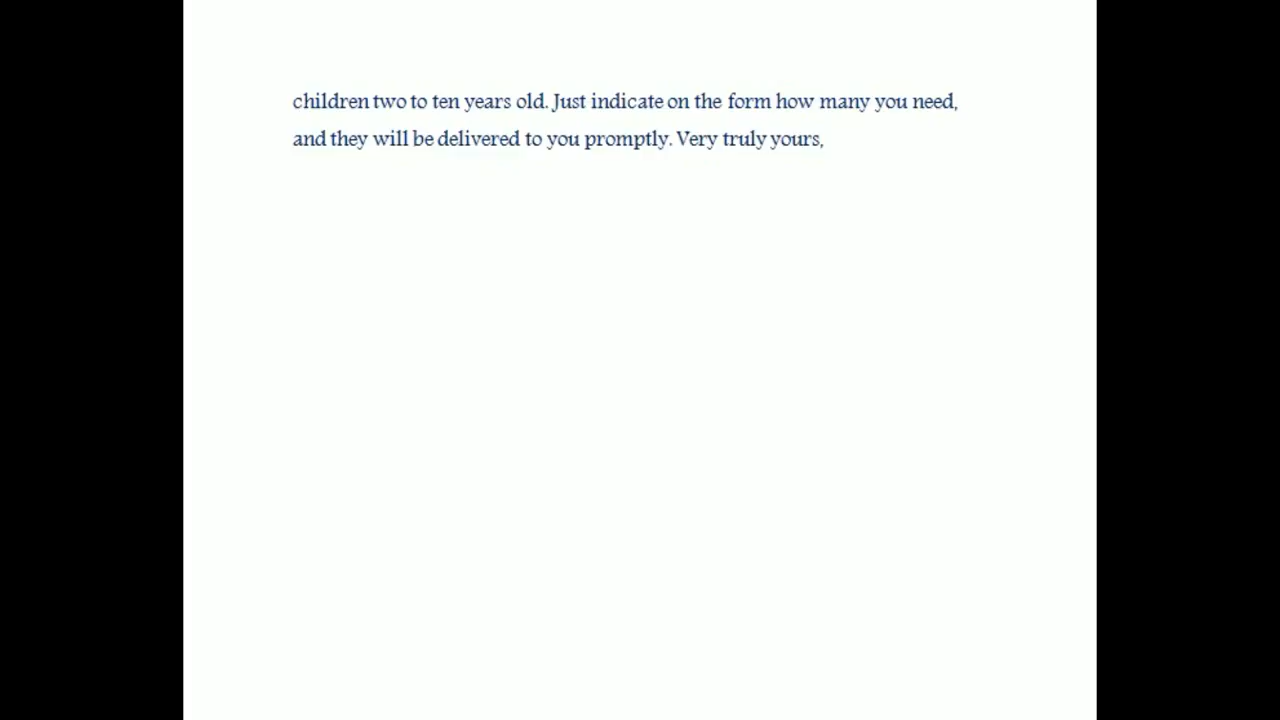 children two to ten years old. Just indicate on the form how many you need,
and they will be delivered to you promptly. Very truly yours,